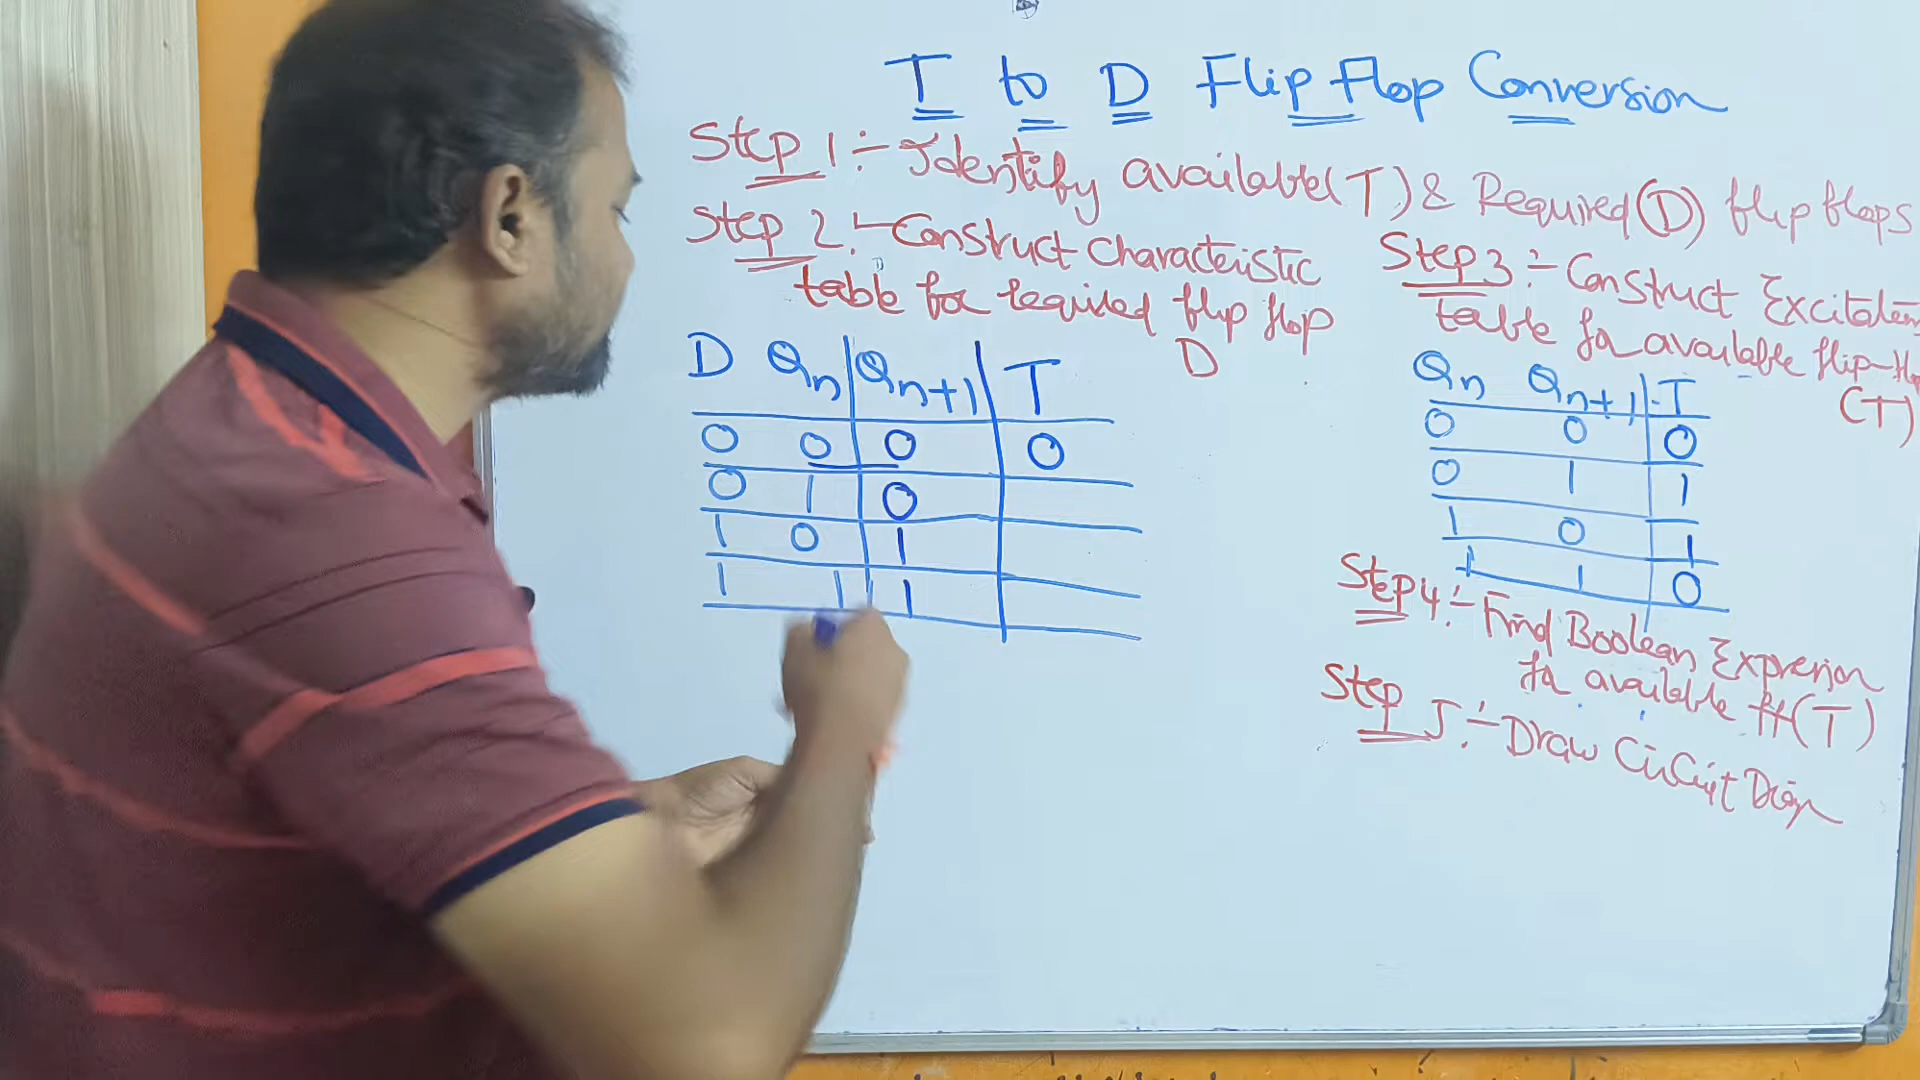 T to D Flip Flop Conversion
Step 1 :- Identify available (T) & Required (D) flip flops
Step 2 :- Construct Characteristic
table for required flip flop
D
D Qn Qn+1 T
0 0 0 0
0 1 0
1 0 1
1 1 1
Step 3 :- Construct Excitation
table for available flip-flop
(T)
Qn Qn+1 T
0 0 0
0 1 1
1 0 1
1 1 0
Step 4 :- Find Boolean Expression
for available ff (T)
Step 5 :- Draw Circuit